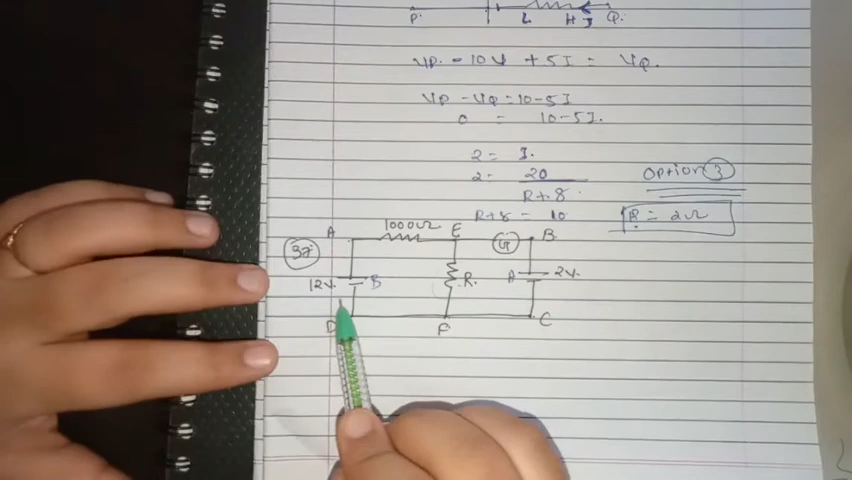 P. L H I Q.
VP - 10V + 5I = VQ.
VP - VQ = 10-5I
0 = 10-5I.
2 = I.
2 = 20
R+8
Option 3
R+8 = 10
R = 2Ω
37
A 1000Ω E G B
12V. B R. A 2V.
D F C